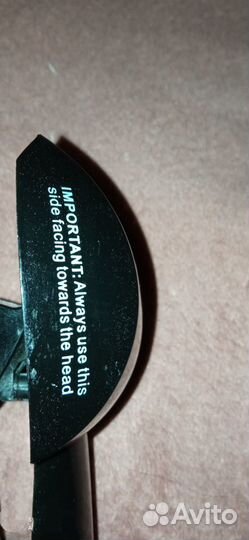 IMPORTANT: Always use this
side facing towards the head
Avito